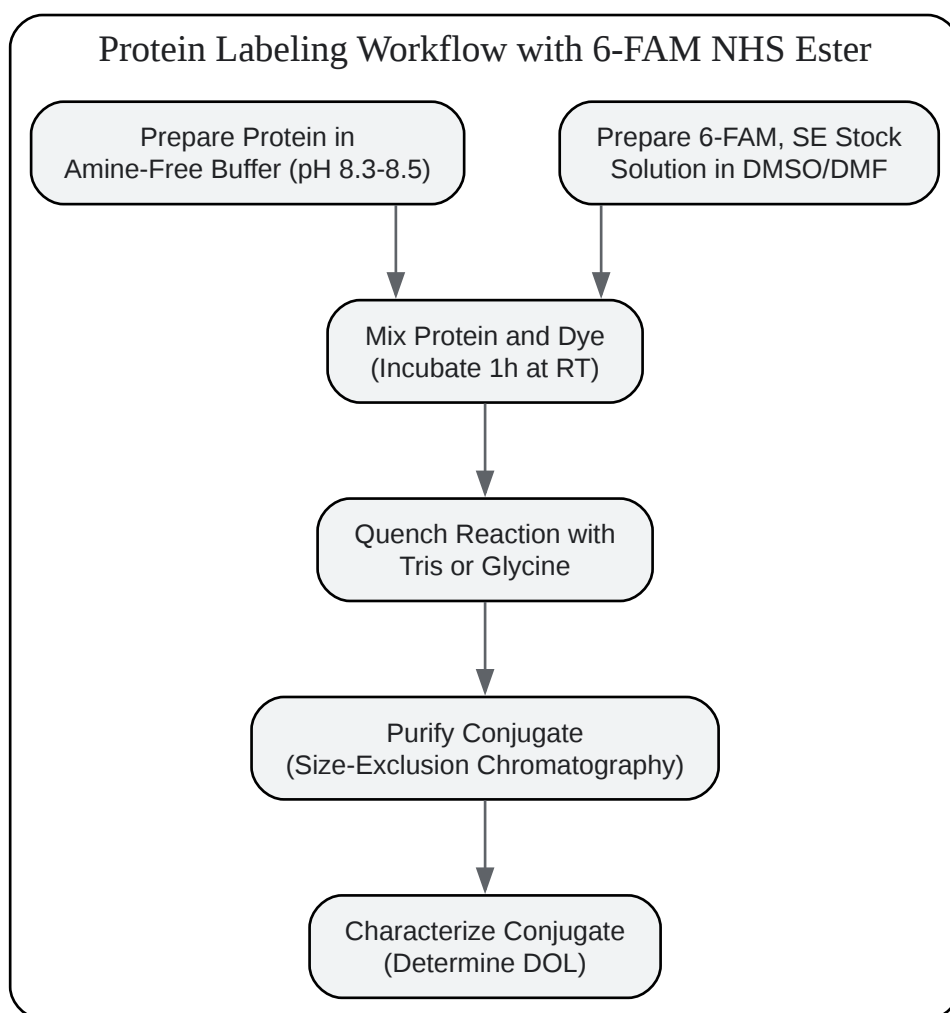 Protein Labeling Workflow with 6-FAM NHS Ester
Prepare Protein in
Amine-Free Buffer (pH 8.3-8.5)
Prepare 6-FAM, SE Stock
Solution in DMSO/DMF
Mix Protein and Dye
(Incubate 1h at RT)
Quench Reaction with
Tris or Glycine
Purify Conjugate
(Size-Exclusion Chromatography)
Characterize Conjugate
(Determine DOL)